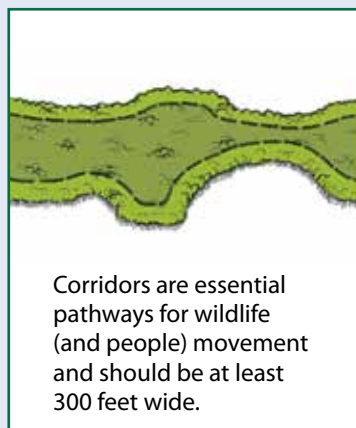 Corridors are essential
pathways for wildlife
(and people) movement
and should be at least
300 feet wide.